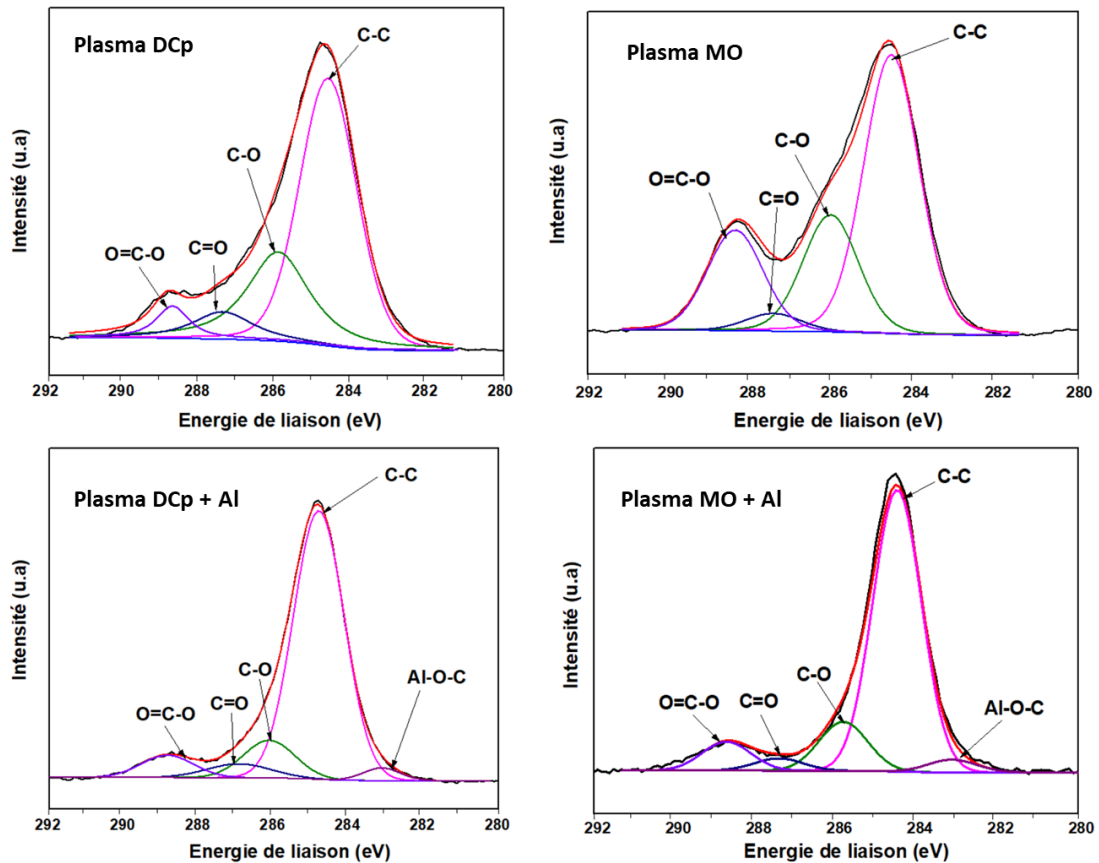 Plasma DCp
C-C
C-O
C=O
O=C-O
Intensité (u.a)
292 290 288 286 284 282 280
Energie de liaison (eV)
Plasma MO
C-C
C-O
O=C-O
C=O
Intensité (u.a)
292 290 288 286 284 282 280
Energie de liaison (eV)
Plasma DCp + Al
C-C
C-O
Al-O-C
C=O
O=C-O
Intensité (u.a)
292 290 288 286 284 282 280
Energie de liaison (eV)
Plasma MO + Al
C-C
C-O
O=C-O
C=O
Al-O-C
Intensité (u.a)
292 290 288 286 284 282 280
Energie de liaison (eV)